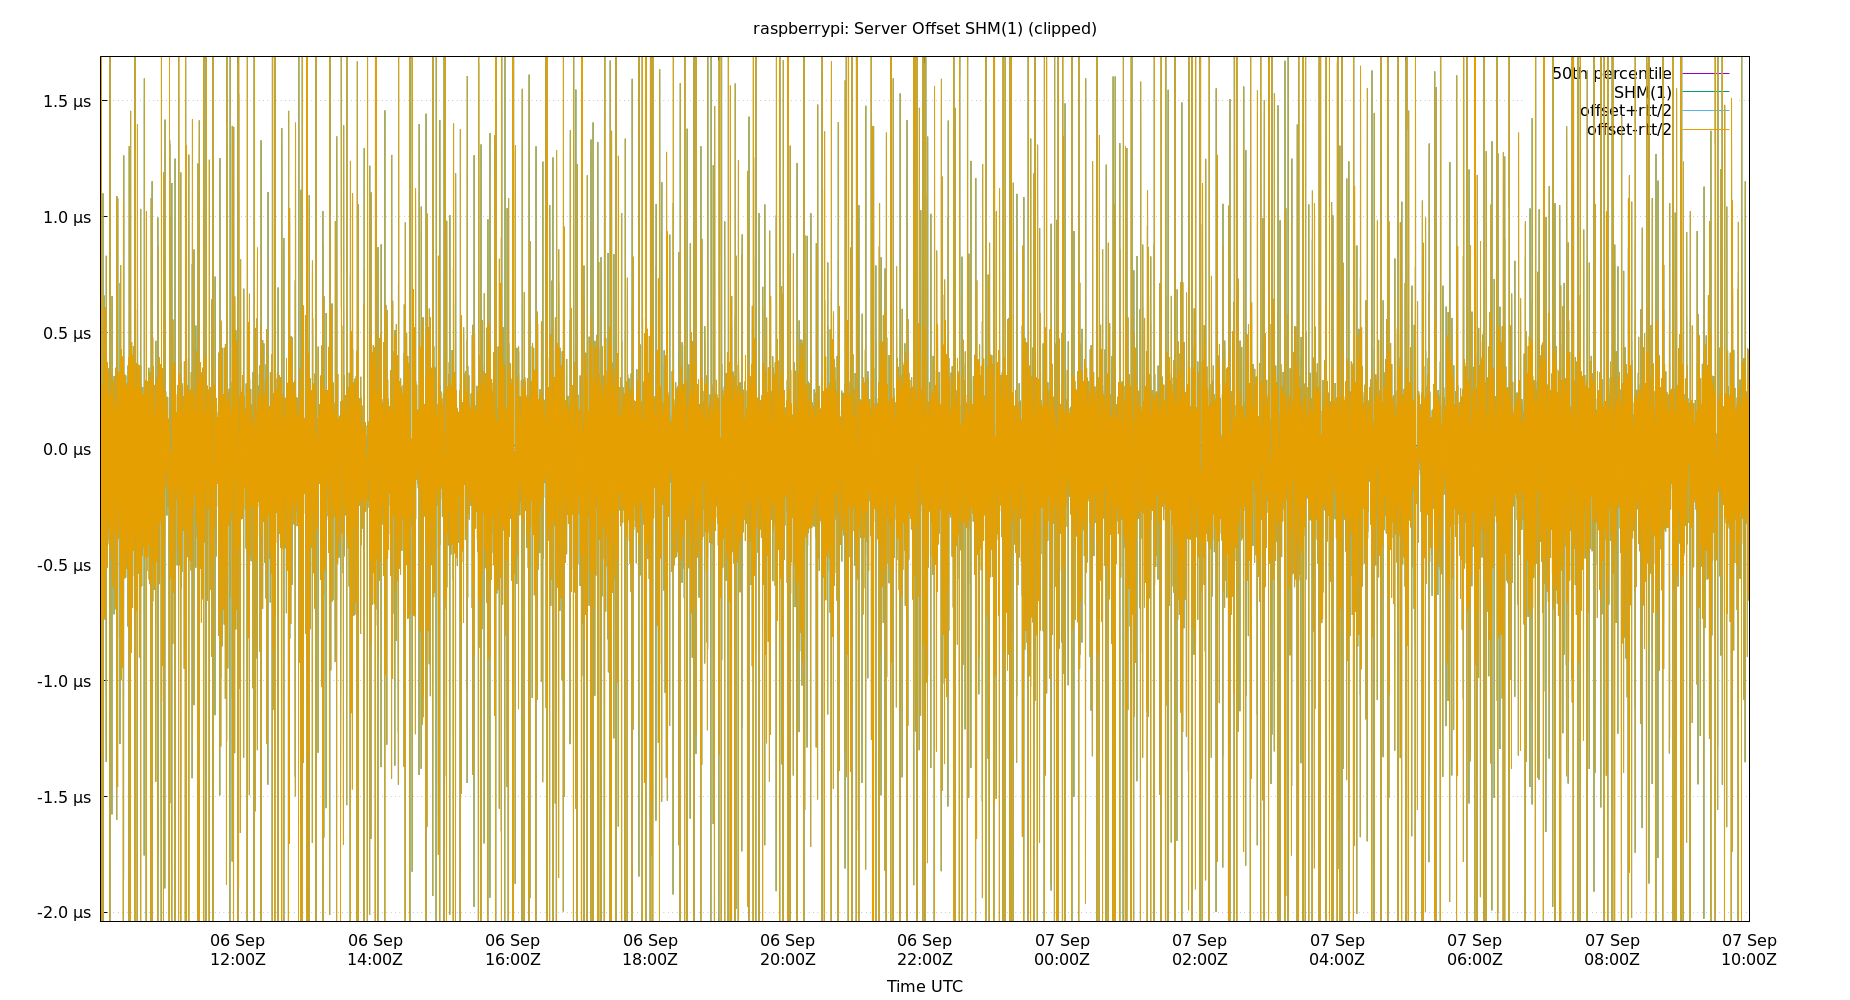 raspberrypi: Server Offset SHM(1) (clipped)
50th percentile
SHM(1)
offset+rtt/2
offset-rtt/2
1.5 µs
1.0 µs
0.5 µs
0.0 µs
-0.5 µs
-1.0 µs
-1.5 µs
-2.0 µs
06 Sep 06 Sep 06 Sep 06 Sep 06 Sep 06 Sep 07 Sep 07 Sep 07 Sep 07 Sep 07 Sep 07 Sep
12:00Z 14:00Z 16:00Z 18:00Z 20:00Z 22:00Z 00:00Z 02:00Z 04:00Z 06:00Z 08:00Z 10:00Z
Time UTC